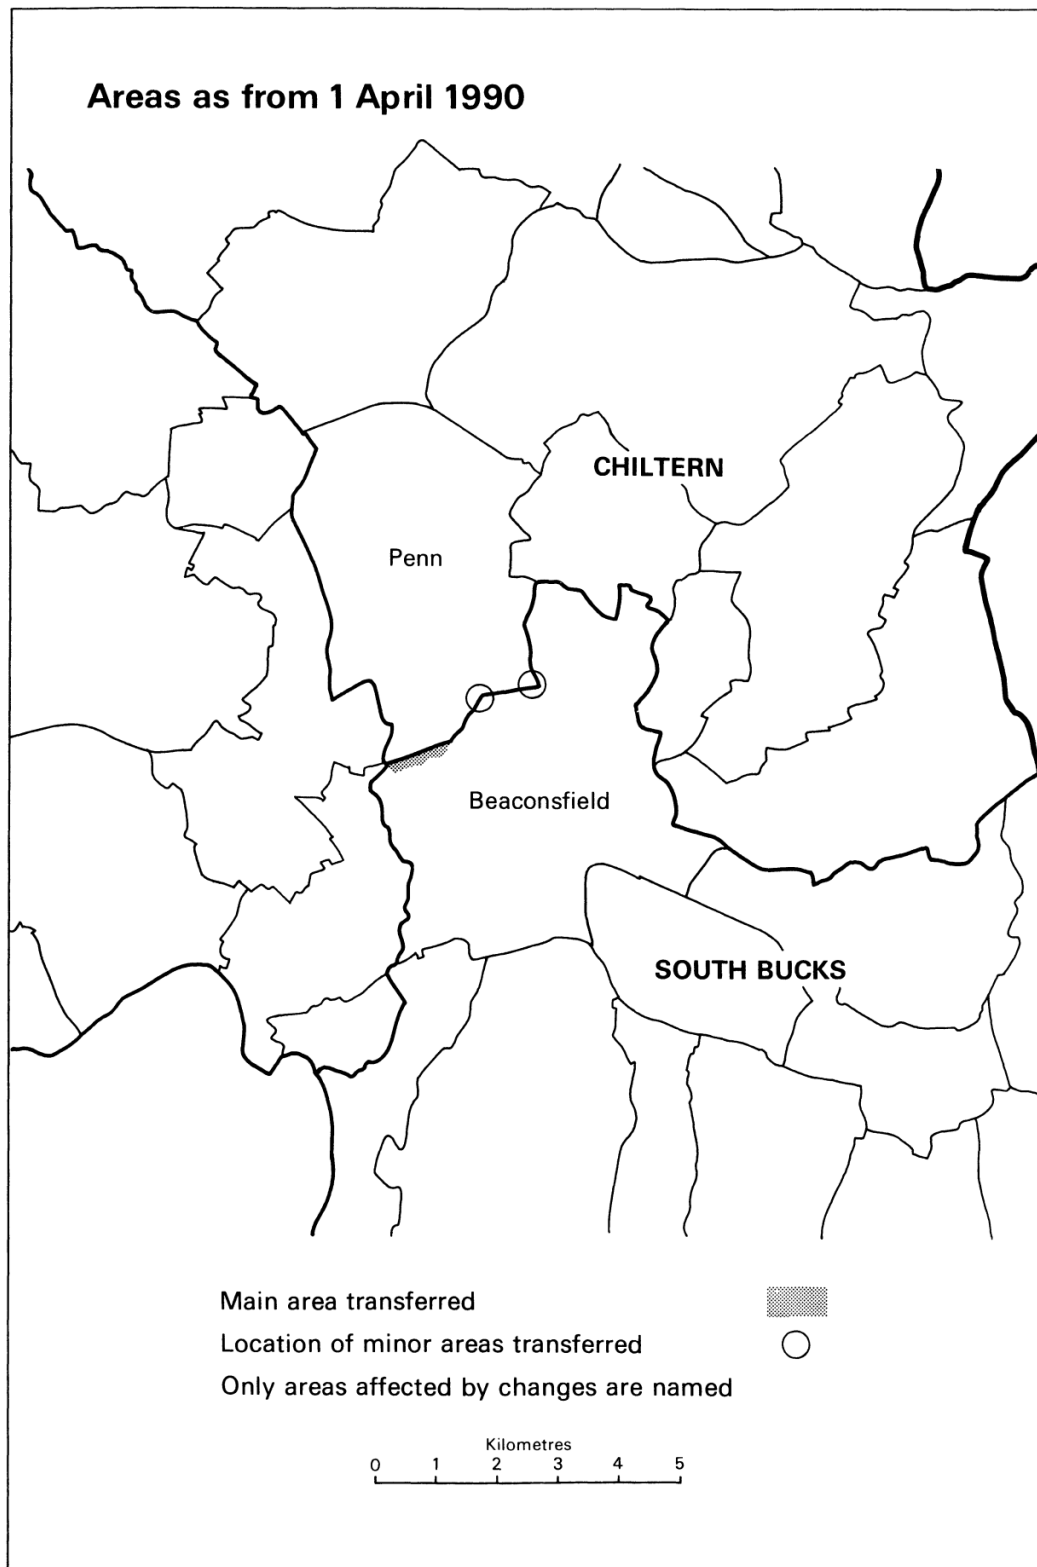 Areas as from 1 April 1990
CHILTERN
Penn
Beaconsfield
SOUTH BUCKS
Main area transferred
Location of minor areas transferred
Only areas affected by changes are named
Kilometres
0 1 2 3 4 5